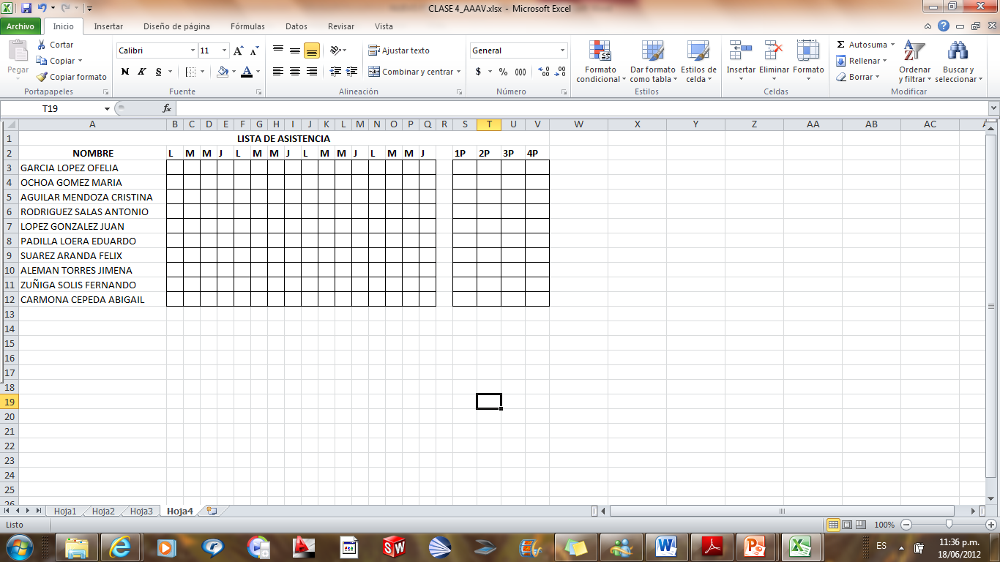 CLASE 4_AAAV.xlsx - Microsoft Excel
Archivo Inicio Insertar Diseño de página Fórmulas Datos Revisar Vista
Pegar Cortar Copiar Copiar formato
Portapapeles
Calibri 11
N K S
Fuente
Ajustar texto
Combinar y centrar
Alineación
General
$ % 000
Número
Formato condicional Dar formato como tabla Estilos de celda
Estilos
Insertar Eliminar Formato
Celdas
Autosuma
Rellenar
Borrar
Ordenar y filtrar Buscar y seleccionar
Modificar
T19 fx
A B C D E F G H I J K L M N O P Q R S T U V W X Y Z AA AB AC
1 LISTA DE ASISTENCIA
2 NOMBRE L M M J L M M J L M M J L M M J 1P 2P 3P 4P
3 GARCIA LOPEZ OFELIA
4 OCHOA GOMEZ MARIA
5 AGUILAR MENDOZA CRISTINA
6 RODRIGUEZ SALAS ANTONIO
7 LOPEZ GONZALEZ JUAN
8 PADILLA LOERA EDUARDO
9 SUAREZ ARANDA FELIX
10 ALEMAN TORRES JIMENA
11 ZUÑIGA SOLIS FERNANDO
12 CARMONA CEPEDA ABIGAIL
13
14
15
16
17
18
19
20
21
22
23
24
25
26
Hoja1 Hoja2 Hoja3 Hoja4
Listo 100%
ES 11:36 p.m.
18/06/2012